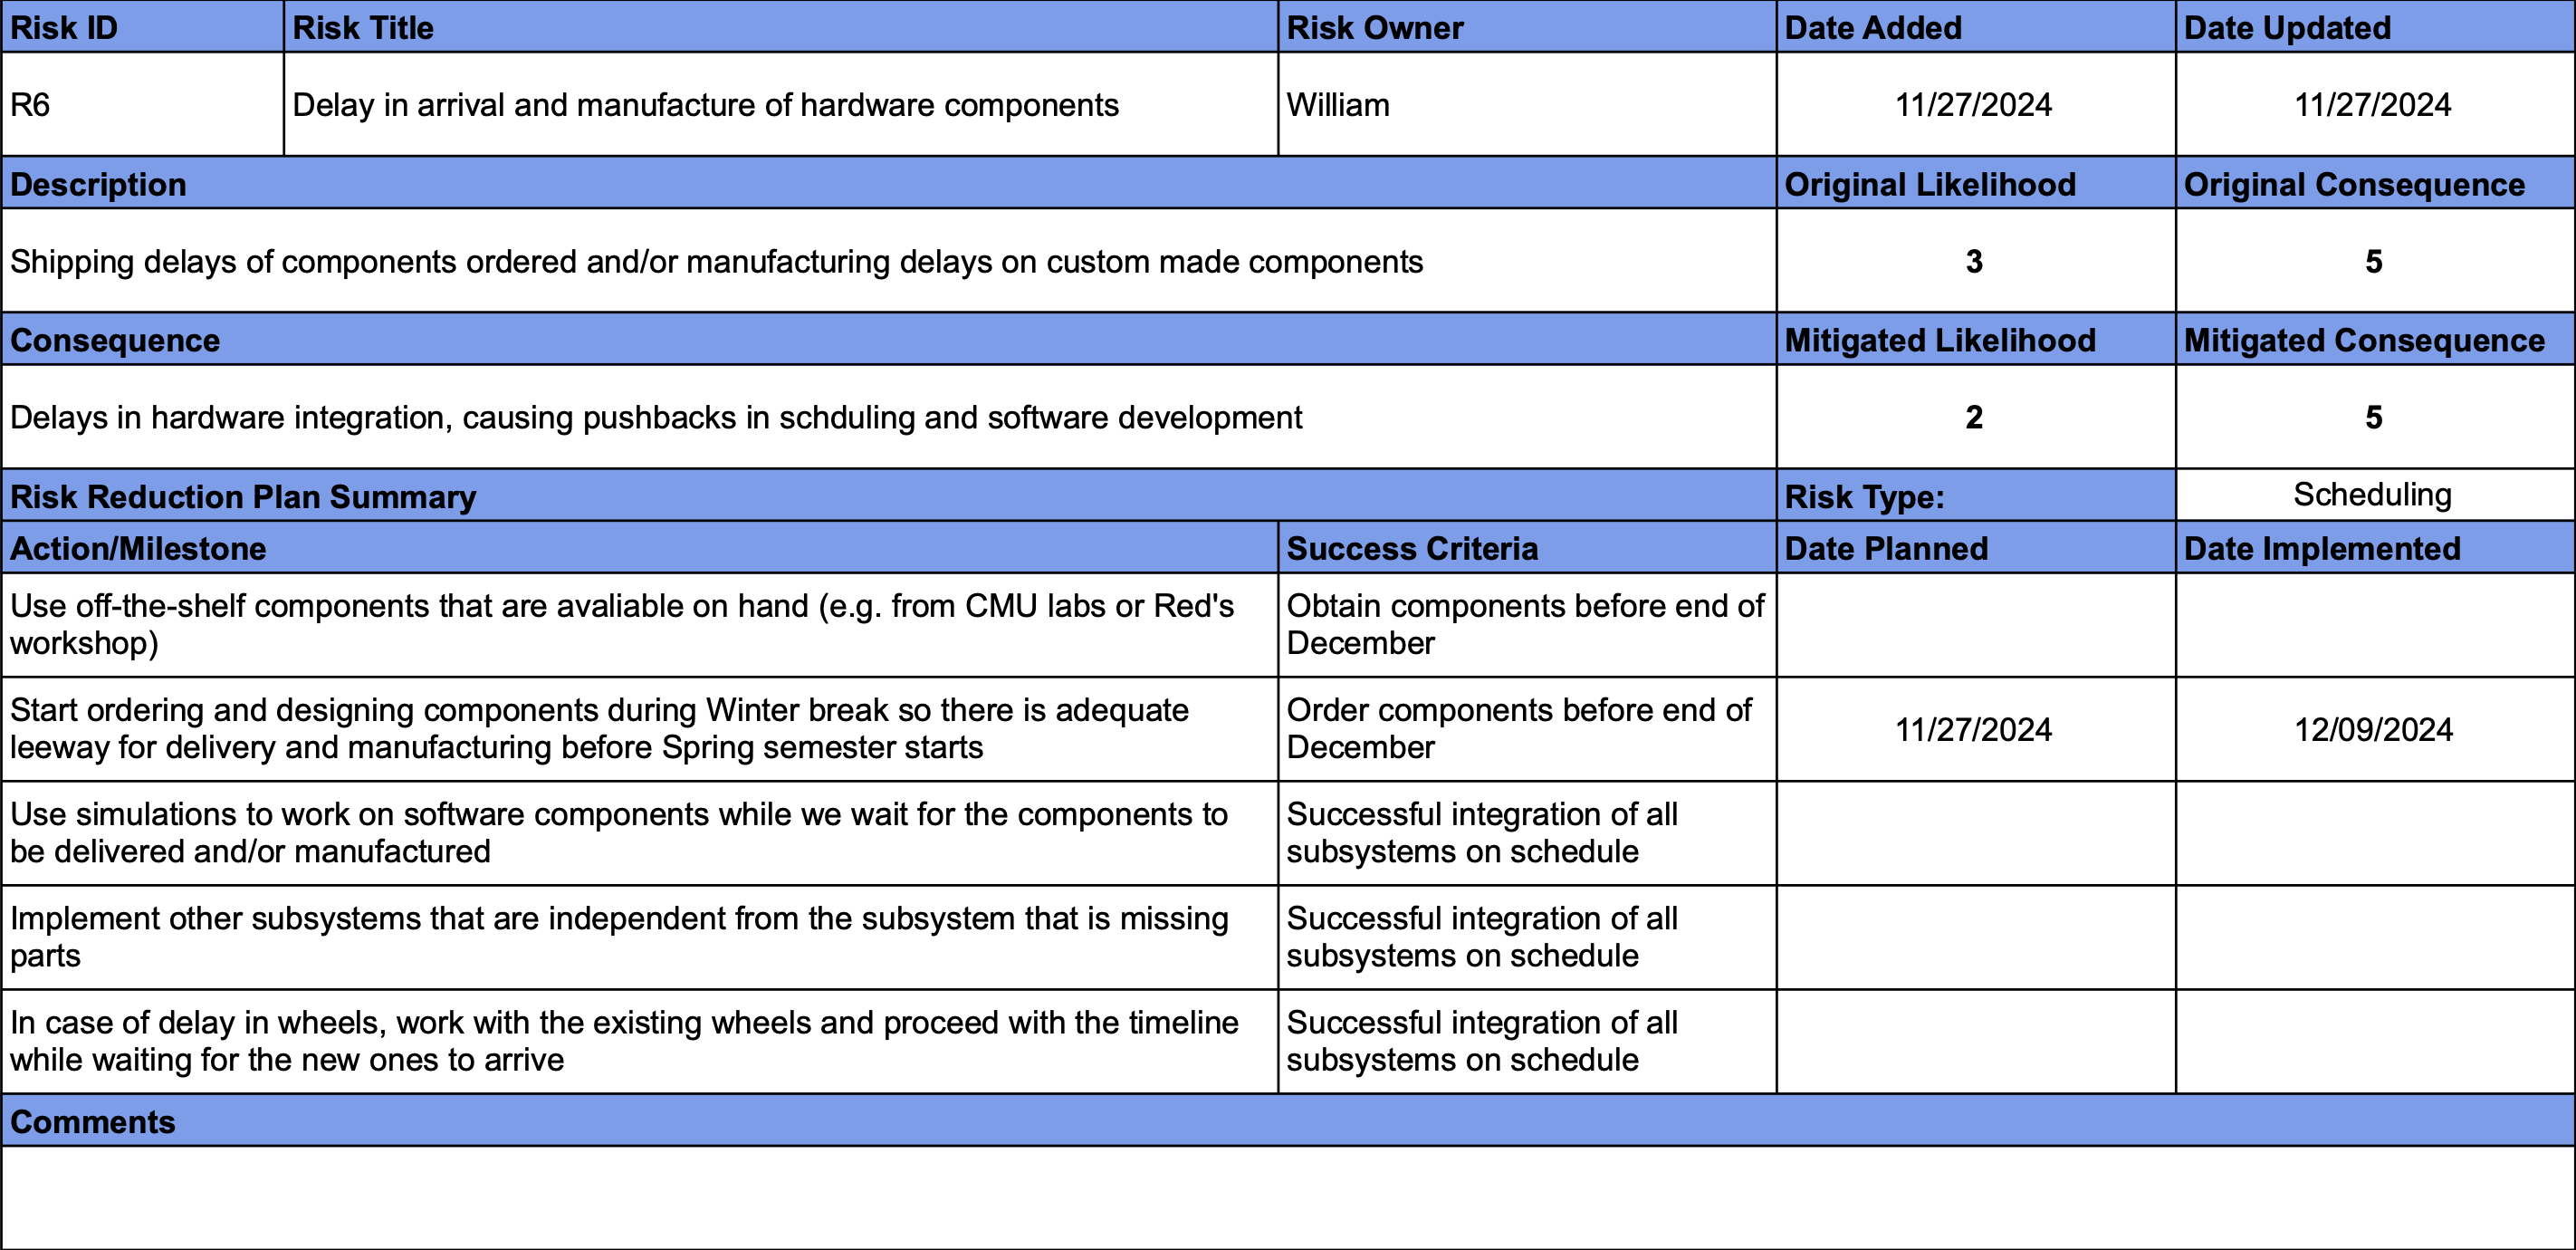 Risk ID Risk Title Risk Owner Date Added Date Updated
R6 Delay in arrival and manufacture of hardware components William 11/27/2024 11/27/2024
Description Original Likelihood Original Consequence
Shipping delays of components ordered and/or manufacturing delays on custom made components 3 5
Consequence Mitigated Likelihood Mitigated Consequence
Delays in hardware integration, causing pushbacks in schduling and software development 2 5
Risk Reduction Plan Summary Risk Type: Scheduling
Action/Milestone Success Criteria Date Planned Date Implemented
Use off-the-shelf components that are avaliable on hand (e.g. from CMU labs or Red's
workshop)
Obtain components before end of
December
Start ordering and designing components during Winter break so there is adequate
leeway for delivery and manufacturing before Spring semester starts
Order components before end of
December
11/27/2024 12/09/2024
Use simulations to work on software components while we wait for the components to
be delivered and/or manufactured
Successful integration of all
subsystems on schedule
Implement other subsystems that are independent from the subsystem that is missing
parts
Successful integration of all
subsystems on schedule
In case of delay in wheels, work with the existing wheels and proceed with the timeline
while waiting for the new ones to arrive
Successful integration of all
subsystems on schedule
Comments